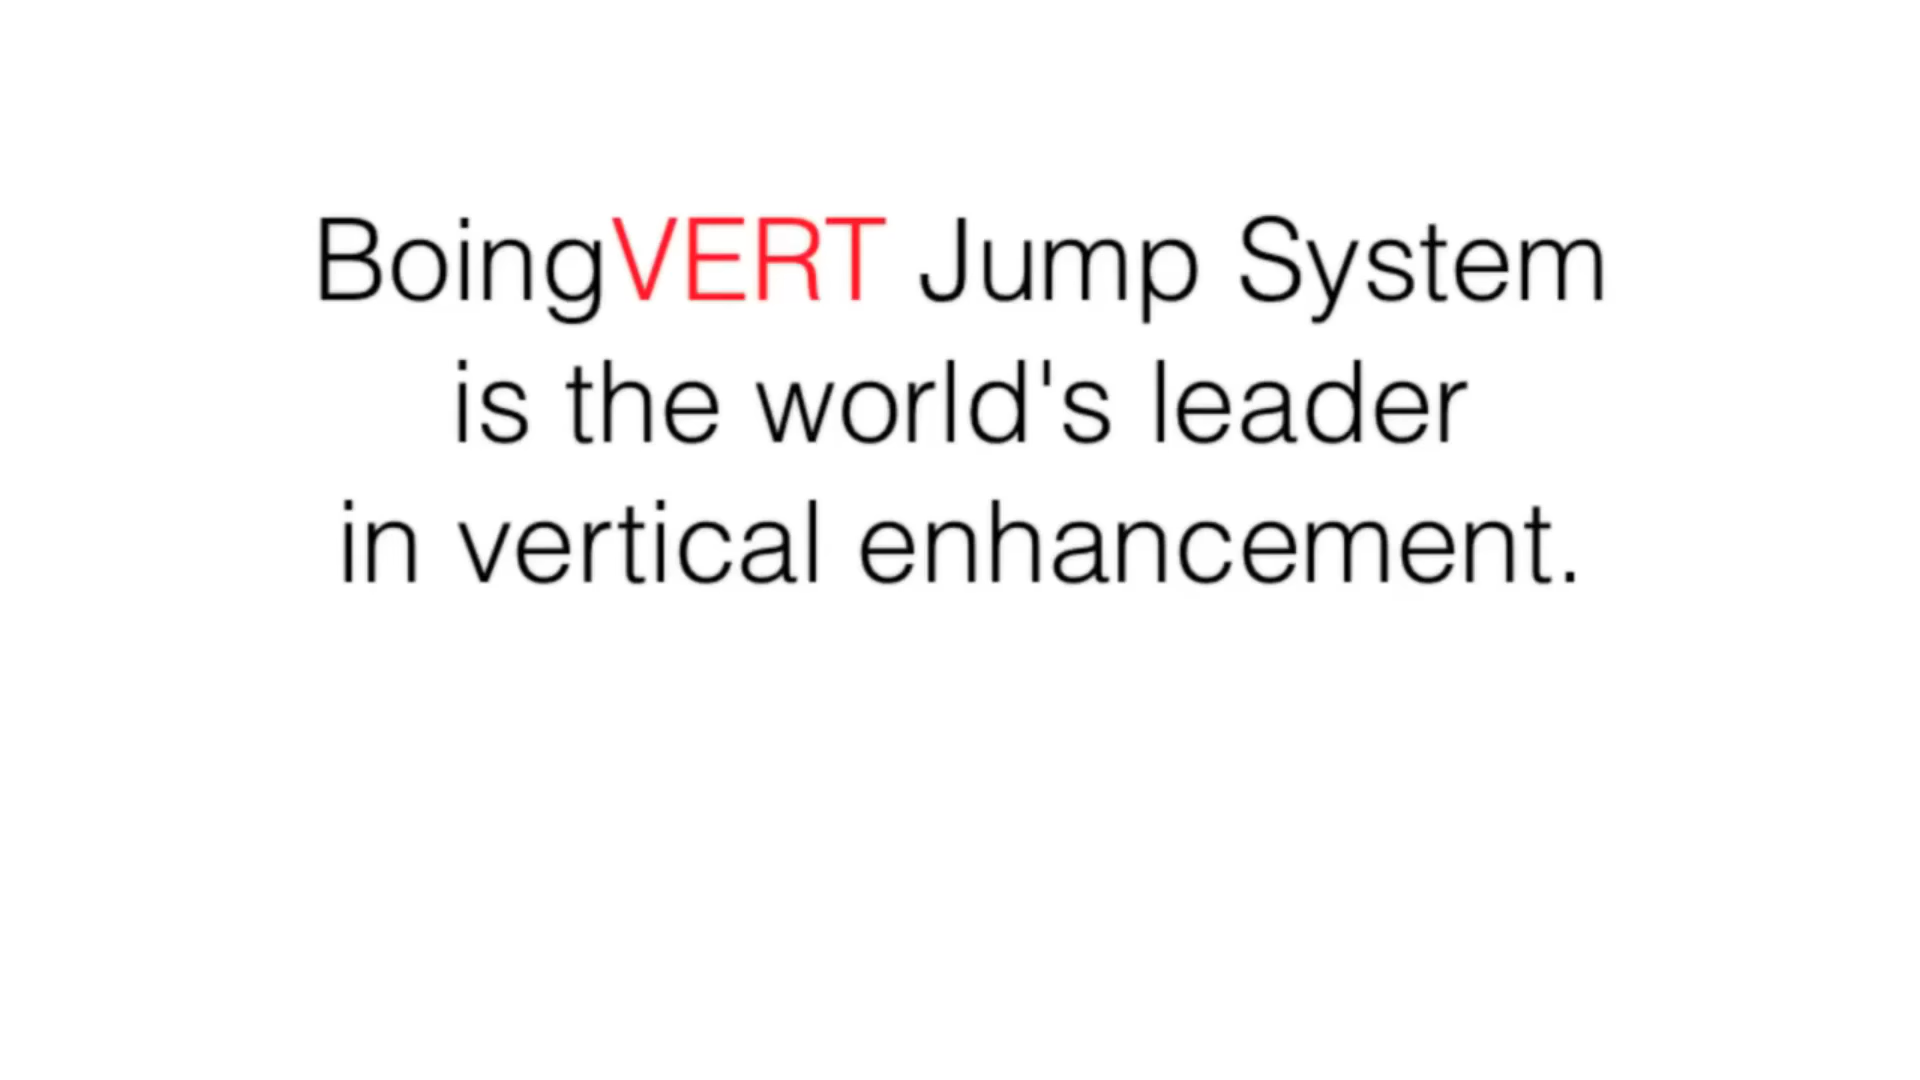 BoingVERT Jump System
is the world's leader
in vertical enhancement.